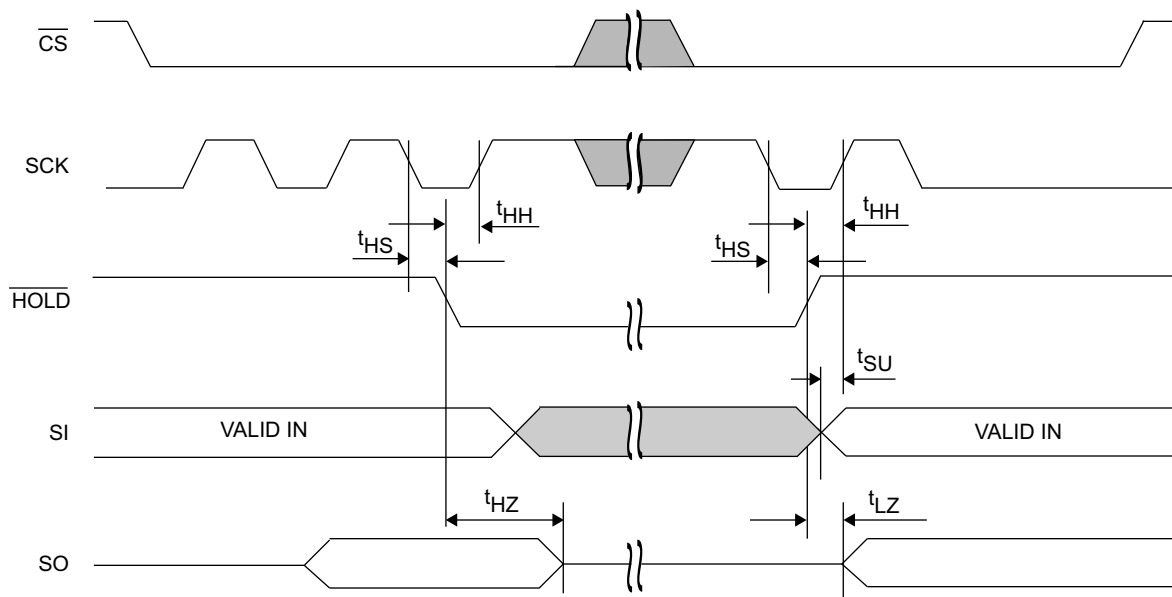 CS
SCK
tHH
tHH
tHS
tHS
HOLD
tSU
SI
VALID IN
VALID IN
tHZ
tLZ
SO